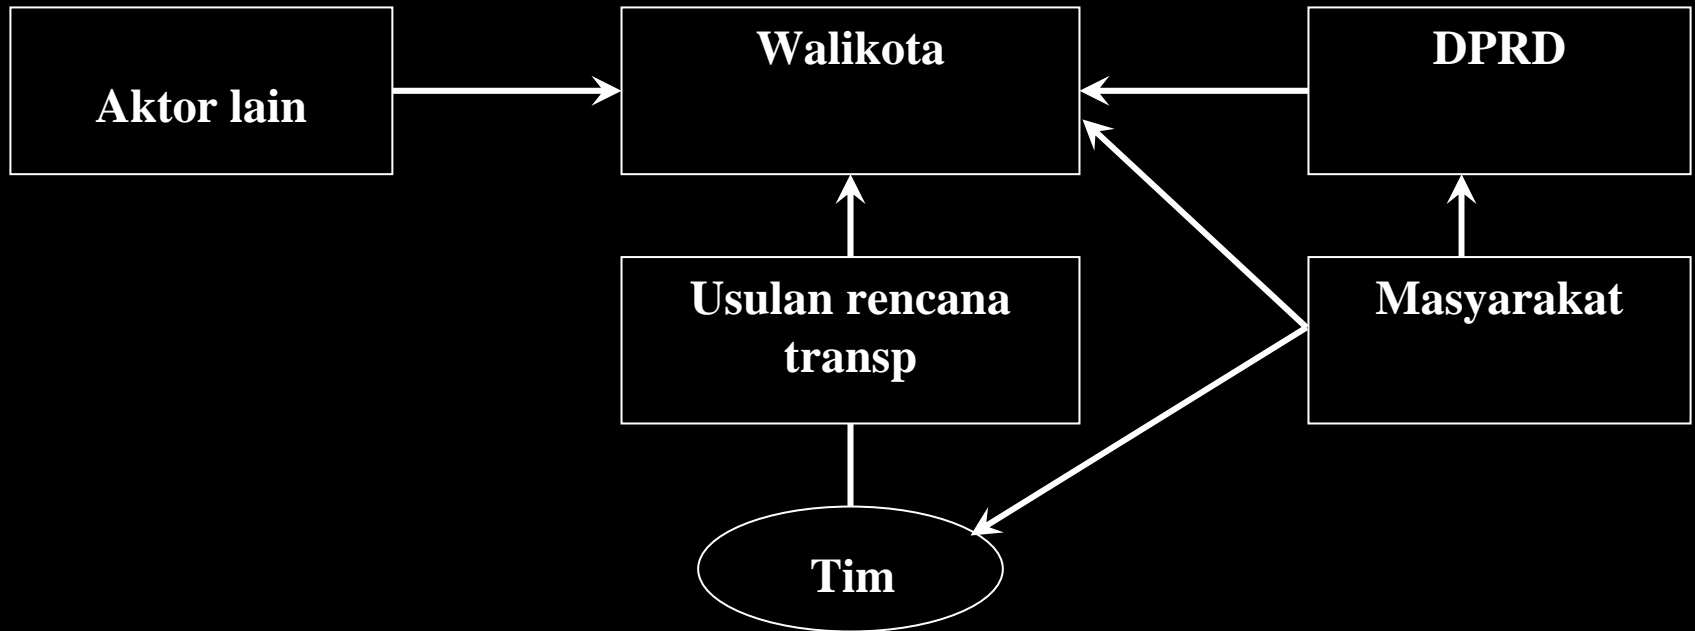 Aktor lain
Walikota
DPRD
Usulan rencana
transp
Masyarakat
Tim